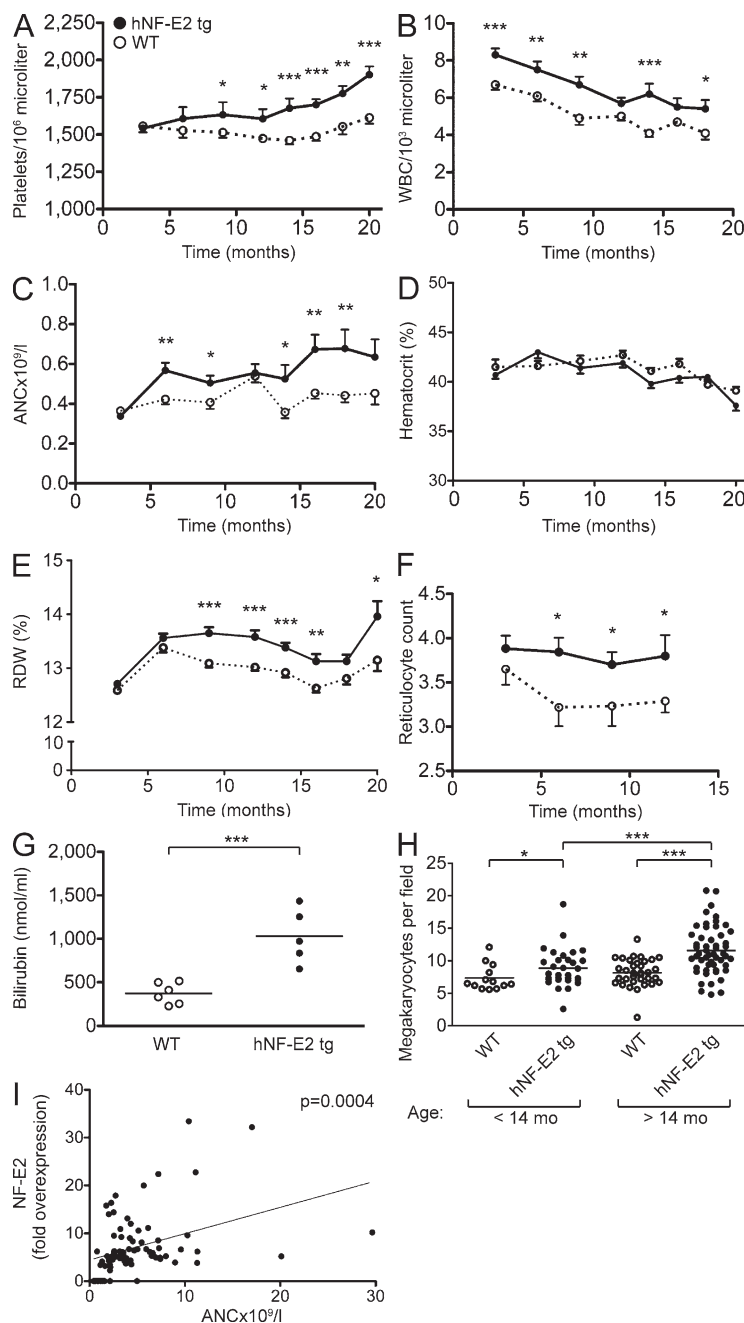 A
hNF-E2 tg
WT
Platelets/10⁶ microliter
2,250
2,000
1,750
1,500
1,250
1,000
* * *** *** ** ***
0 5 10 15 20
Time (months)
B
WBC/10³ microliter
10
8
6
4
2
0
*** ** ** *** *
0 5 10 15 20
Time (months)
C
ANCx10⁹/l
1.0
0.8
0.6
0.4
0.2
0.0
** * * ** **
0 5 10 15 20
Time (months)
D
Hematocrit (%)
50
45
40
35
30
0 5 10 15 20
Time (months)
E
RDW (%)
15
14
13
12
10
0
*** *** *** ** *
0 5 10 15 20
Time (months)
F
Reticulocyte count
4.5
4.0
3.5
3.0
2.5
* * *
0 5 10 15
Time (months)
G
Bilirubin (nmol/ml)
2,000
1,500
1,000
500
0
***
WT hNF-E2 tg
H
Megakaryocytes per field
25
20
15
10
5
0
***
* ***
WT hNF-E2 tg WT hNF-E2 tg
Age: < 14 mo > 14 mo
I
NF-E2
(fold overexpression)
40
30
20
10
0
p=0.0004
0 10 20 30
ANCx10⁹/l